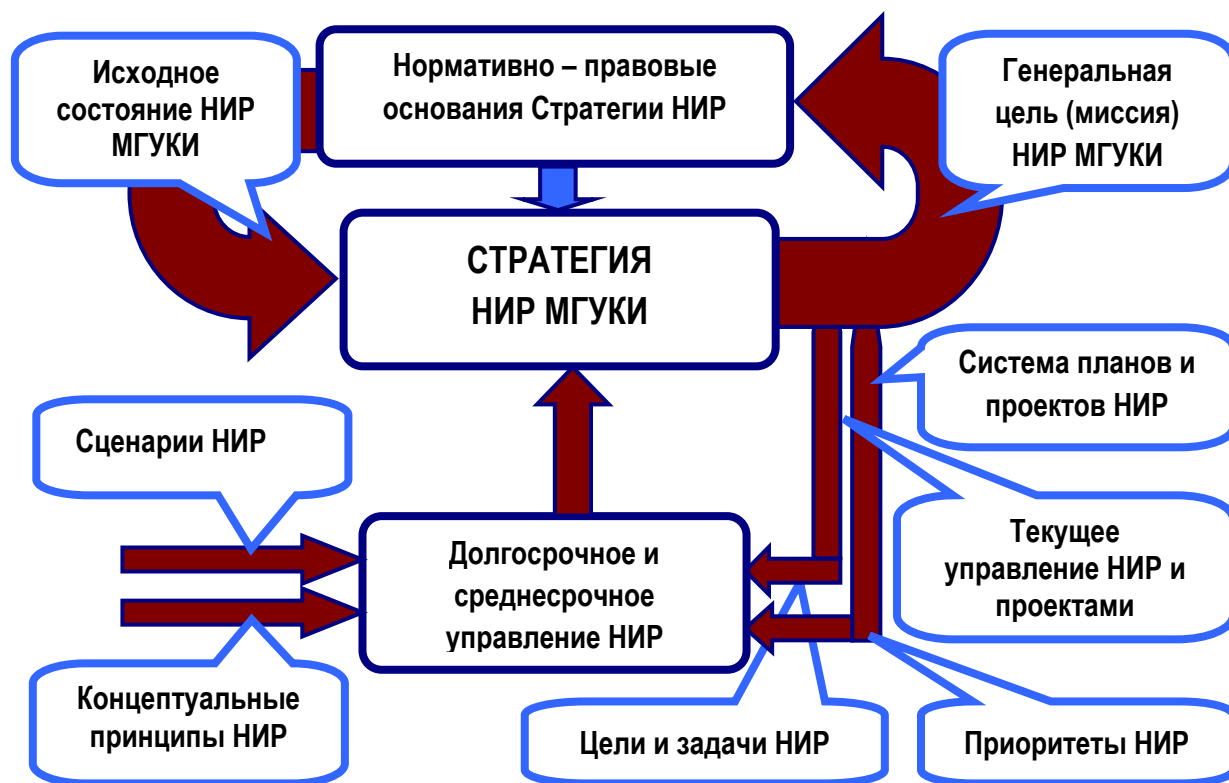 Исходное
состояние НИР
МГУКИ
Нормативно – правовые
основания Стратегии НИР
Генеральная
цель (миссия)
НИР МГУКИ
СТРАТЕГИЯ
НИР МГУКИ
Система планов и
проектов НИР
Сценарии НИР
Долгосрочное и
среднесрочное
управление НИР
Текущее
управление НИР и
проектами
Концептуальные
принципы НИР
Цели и задачи НИР
Приоритеты НИР